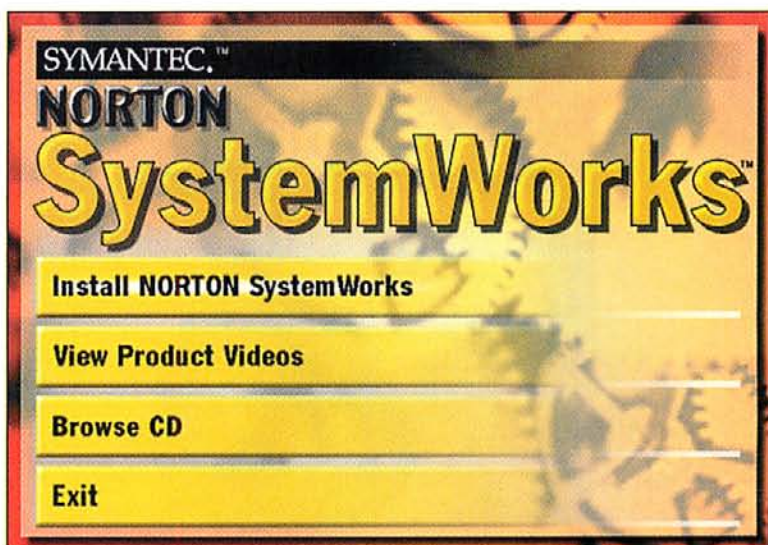 SYMANTEC.™
NORTON
SystemWorks™
Install NORTON SystemWorks
View Product Videos
Browse CD
Exit